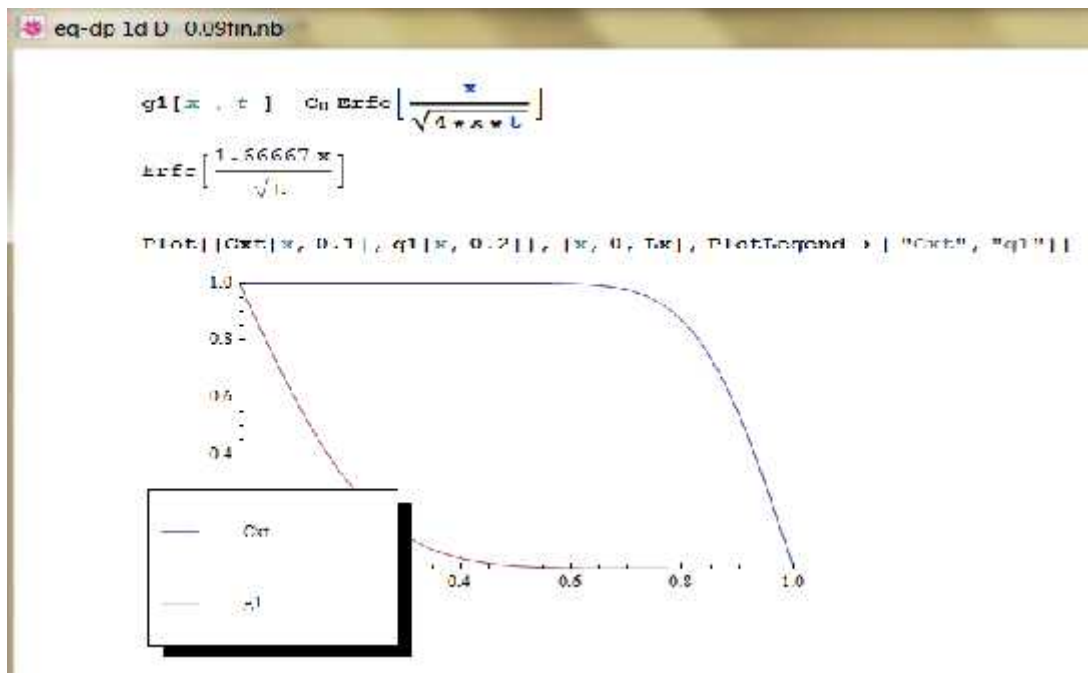 eq-dp 1d D 0.09fin.nb
g1[x , t ] C₀ Erfc[x / √(4 * * t)]
Erfc[1.66667 x / √t]
Plot[{Cxt[x, 0.1], g1[x, 0.2]}, {x, 0, Lx}, PlotLegend → { "Cxt", "g1"}]
1.0
0.8
0.6
0.4
Cxt
g1
0.4 0.6 0.8 1.0